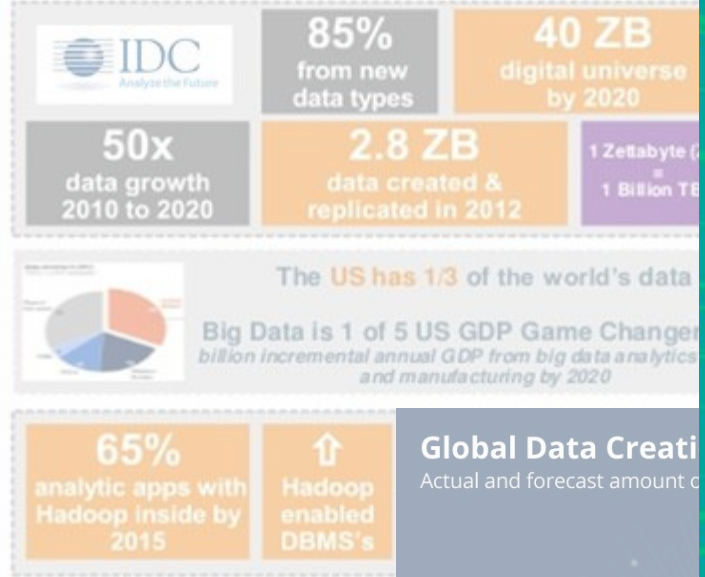 IDC
Analyze the Future
85%
from new
data types
40 ZB
digital universe
by 2020
50x
data growth
2010 to 2020
2.8 ZB
data created &
replicated in 2012
1 Zettabyte
=
1 Billion TB
The US has 1/3 of the world's data
Big Data is 1 of 5 US GDP Game Changer
billion incremental annual GDP from big data analytics
and manufacturing by 2020
65%
analytic apps with
Hadoop inside by
2015
Hadoop
enabled
DBMS's
Global Data Creati
Actual and forecast amount o